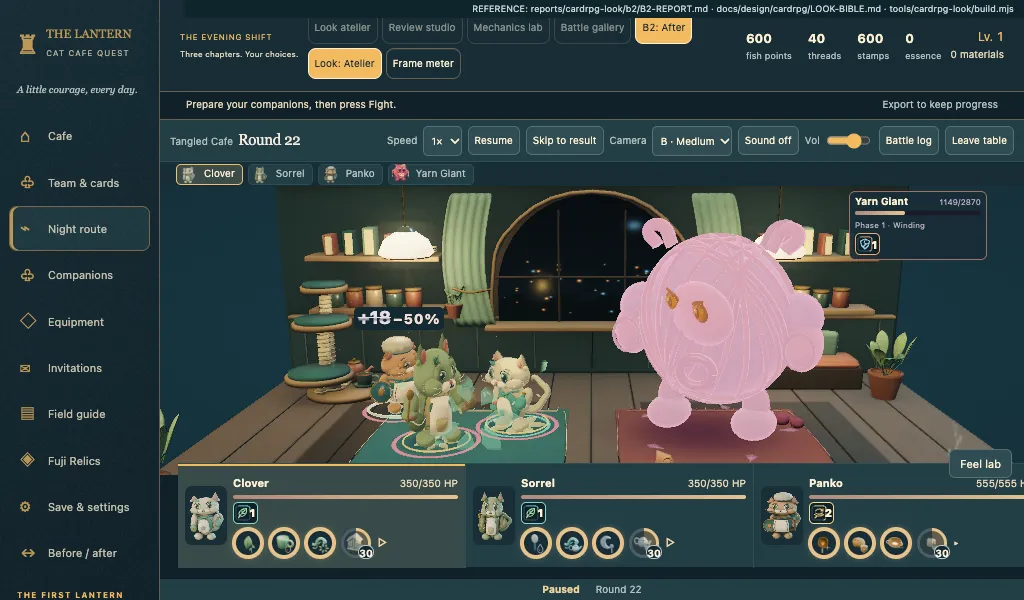 REFERENCE: reports/cardrpg-look/b2/B2-REPORT.md · docs/design/cardrpg/LOOK-BIBLE.md · tools/cardrpg-look/build.mjs
THE LANTERN
CAT CAFE QUEST
A little courage, every day.
Cafe
Team & cards
Night route
Companions
Equipment
Invitations
Field guide
Fuji Relics
Save & settings
Before / after
THE FIRST LANTERN
THE EVENING SHIFT
Three chapters. Your choices.
Look atelier
Review studio
Mechanics lab
Battle gallery
B2: After
Look: Atelier
Frame meter
600
fish points
40
threads
600
stamps
0
essence
Lv. 1
0 materials
Prepare your companions, then press Fight.
Export to keep progress
Tangled Cafe Round 22
Speed
1x
Resume
Skip to result
Camera
B · Medium
Sound off
Vol
Battle log
Leave table
Clover
Sorrel
Panko
Yarn Giant
Yarn Giant
1149/2870
Phase 1 · Winding
1
+18 -50%
Feel lab
Clover
350/350 HP
1
30
Sorrel
350/350 HP
1
30
Panko
555/555 H
2
30
Paused
Round 22